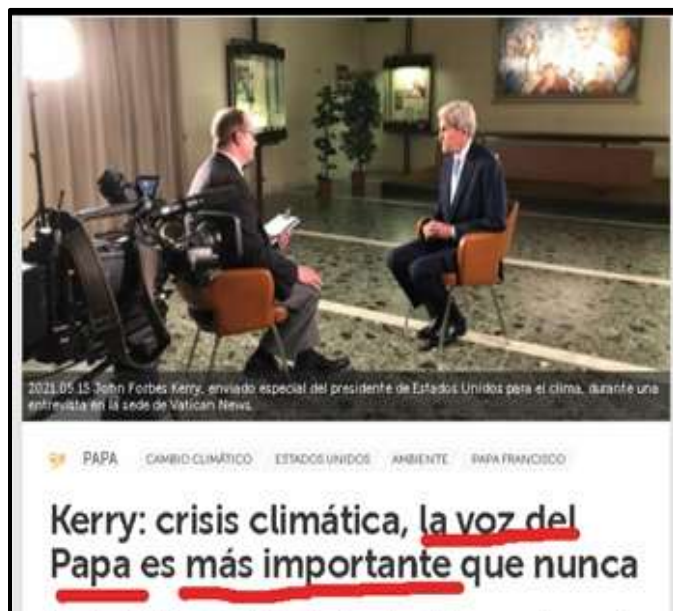 2021.05.15 John Forbes Kerry, enviado especial del presidente de Estados Unidos para el clima, durante una
entrevista en la sede de Vatican News.
PAPA CAMBIO CLIMÁTICO ESTADOS UNIDOS AMBIENTE PAPA FRANCISCO
Kerry: crisis climática, la voz del
Papa es más importante que nunca